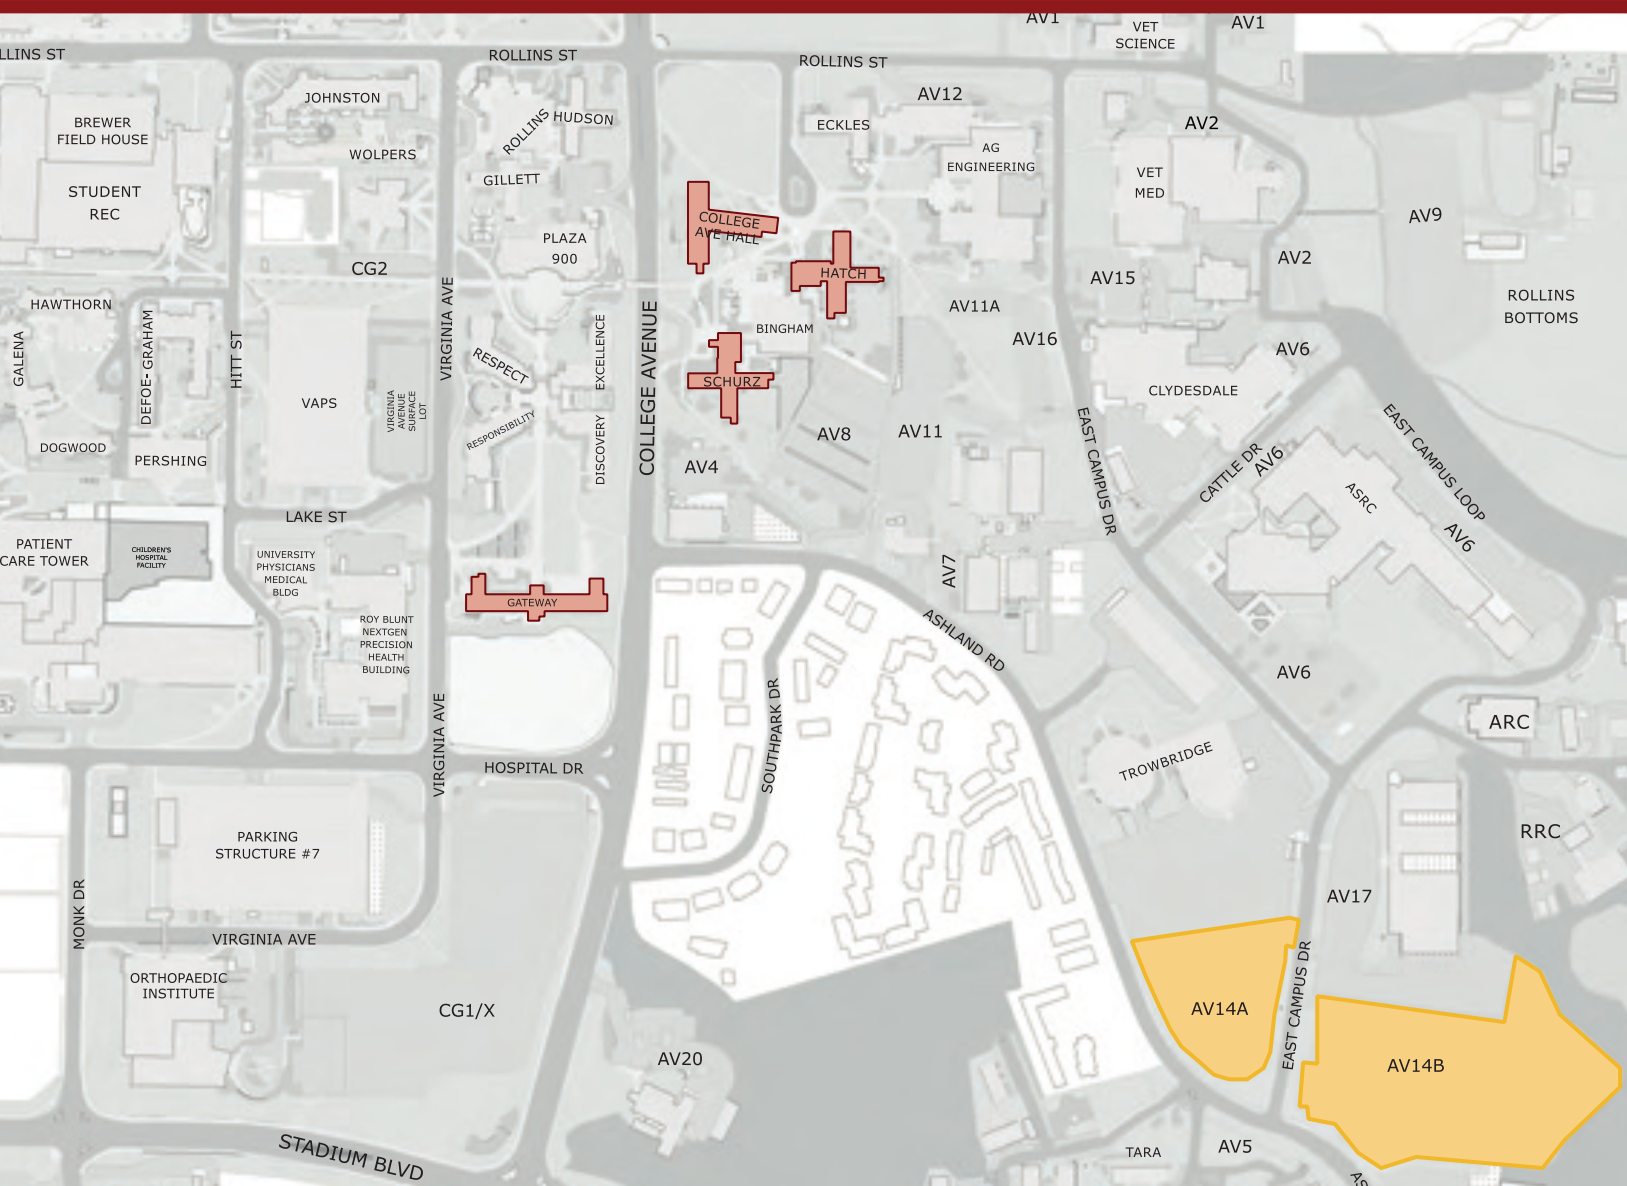 AV1
VET
SCIENCE
AV1
LLINS ST
ROLLINS ST
ROLLINS ST
JOHNSTON
BREWER
FIELD HOUSE
WOLPERS
ROLLINS
HUDSON
GILLETT
ECKLES
AV12
AG
ENGINEERING
AV2
VET
MED
STUDENT
REC
COLLEGE
AVE HALL
PLAZA
900
CG2
HATCH
AV15
AV2
AV9
HAWTHORN
GALENA
DEFOE- GRAHAM
HITT ST
VIRGINIA AVE
RESPECT
EXCELLENCE
COLLEGE AVENUE
BINGHAM
AV11A
AV16
AV6
ROLLINS
BOTTOMS
VAPS
VIRGINIA
AVENUE
SURFACE
LOT
RESPONSIBILITY
DISCOVERY
SCHURZ
CLYDESDALE
DOGWOOD
PERSHING
AV4
AV8
AV11
EAST CAMPUS DR
CATTLE DR
AV6
ASRC
EAST CAMPUS LOOP
AV6
LAKE ST
PATIENT
CARE TOWER
CHILDREN'S
HOSPITAL
FACILITY
UNIVERSITY
PHYSICIANS
MEDICAL
BLDG
AV7
GATEWAY
ROY BLUNT
NEXTGEN
PRECISION
HEALTH
BUILDING
ASHLAND RD
AV6
VIRGINIA AVE
SOUTHPARK DR
ARC
HOSPITAL DR
TROWBRIDGE
PARKING
STRUCTURE #7
RRC
MONK DR
AV17
VIRGINIA AVE
ORTHOPAEDIC
INSTITUTE
CG1/X
AV14A
EAST CAMPUS DR
AV20
AV14B
STADIUM BLVD
TARA
AV5
AS